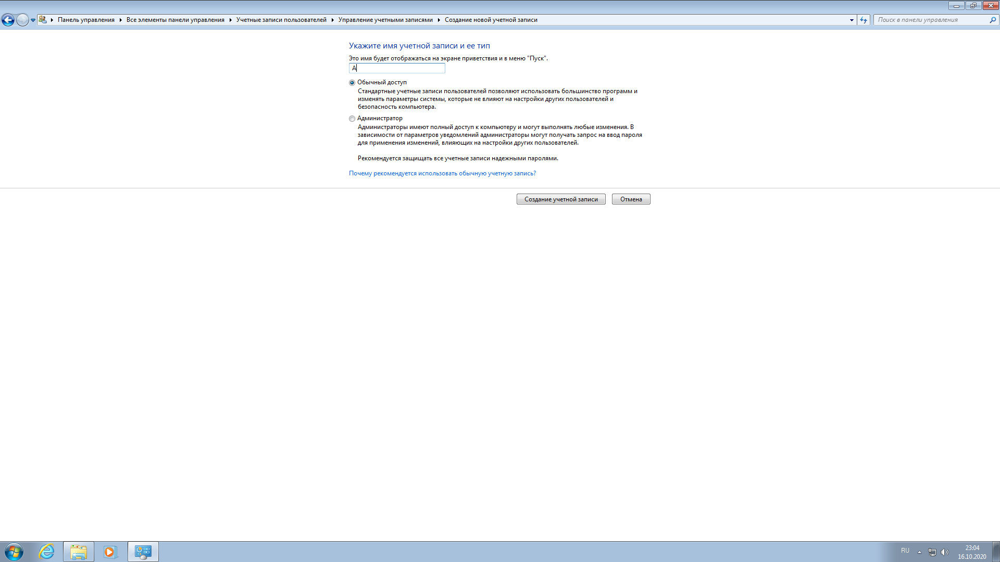 Панель управления
Все элементы панели управления
Учетные записи пользователей
Управление учетными записями
Создание новой учетной записи
Поиск в панели управления
Укажите имя учетной записи и ее тип
Это имя будет отображаться на экране приветствия и в меню "Пуск".
А
Обычный доступ
Стандартные учетные записи пользователей позволяют использовать большинство программ и
изменять параметры системы, которые не влияют на настройки других пользователей и
безопасность компьютера.
Администратор
Администраторы имеют полный доступ к компьютеру и могут выполнять любые изменения. В
зависимости от параметров уведомлений администраторы могут получать запрос на ввод пароля
для применения изменений, влияющих на настройки других пользователей.
Рекомендуется защищать все учетные записи надежными паролями.
Почему рекомендуется использовать обычную учетную запись?
Создание учетной записи
Отмена
RU
23:04
16.10.2020